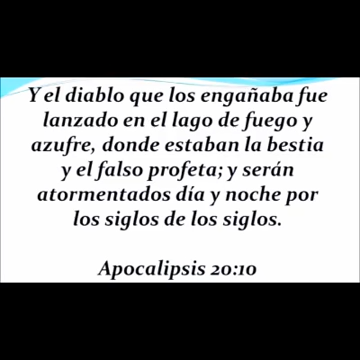 Y el diablo que los engañaba fue
lanzado en el lago de fuego y
azufre, donde estaban la bestia
y el falso profeta; y serán
atormentados día y noche por
los siglos de los siglos.
Apocalipsis 20:10